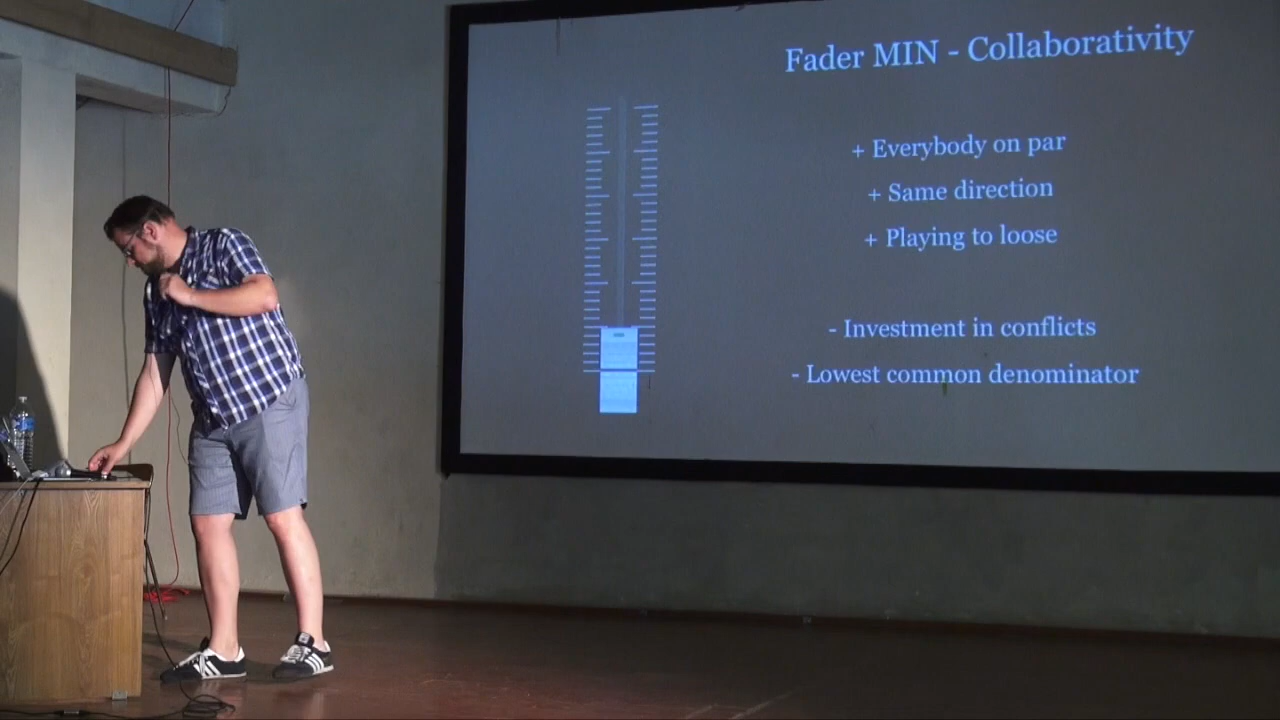 Fader MIN - Collaborativity
+ Everybody on par
+ Same direction
+ Playing to loose
- Investment in conflicts
- Lowest common denominator